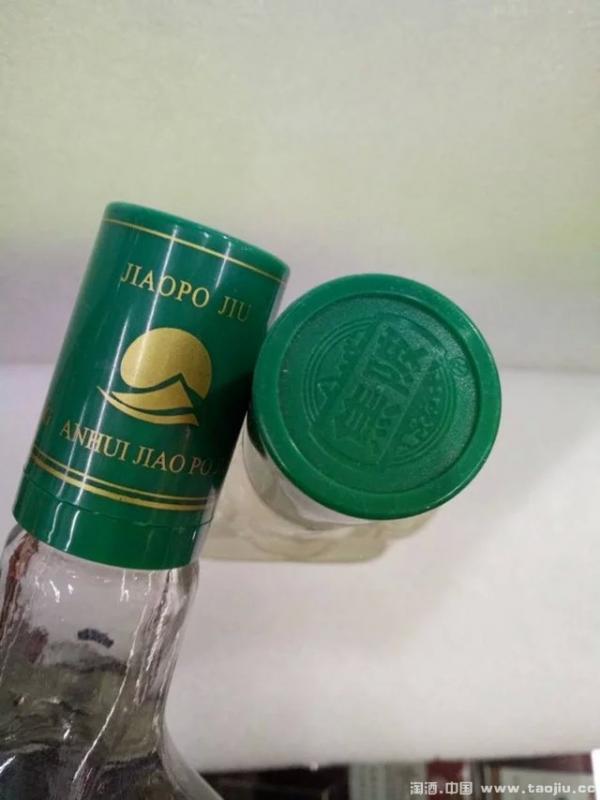 JIAOPO JIU
ANHUI JIAO PO
®
淘酒.中国 www.taojiu.cc